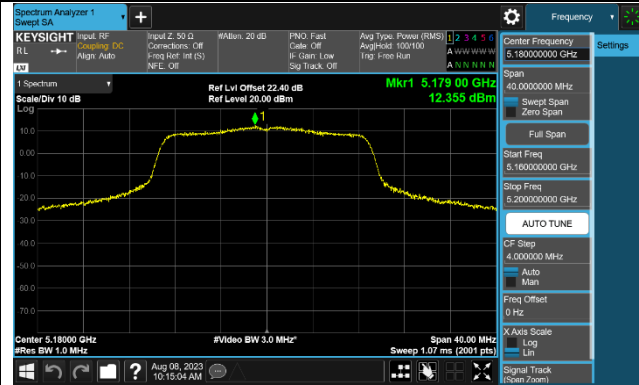 Spectrum Analyzer 1
Swept SA
Frequency
KEYSIGHT
RL
Input: RF
Coupling: DC
Align: Auto
Input Z: 50 Ω
Corrections: Off
Freq Ref: Int (S)
NFE: Off
#Atten: 20 dB
PNO: Fast
Gate: Off
IF Gain: Low
Sig Track: Off
Avg Type: Power (RMS)
Avg|Hold: 100/100
Trig: Free Run
1 2 3 4 5 6
A W W W W W
A N N N N N
LXI
1 Spectrum
Scale/Div 10 dB
Log
Ref Lvl Offset 22.40 dB
Ref Level 20.00 dBm
Mkr1 5.179 00 GHz
12.355 dBm
1
10.0
0.00
-10.0
-20.0
-30.0
-40.0
-50.0
-60.0
-70.0
Center 5.18000 GHz
#Res BW 1.0 MHz
#Video BW 3.0 MHz*
Span 40.00 MHz
Sweep 1.07 ms (2001 pts)
Aug 08, 2023
10:15:04 AM
?
Center Frequency
5.180000000 GHz
Span
40.0000000 MHz
Swept Span
Zero Span
Full Span
Start Freq
5.160000000 GHz
Stop Freq
5.200000000 GHz
AUTO TUNE
CF Step
4.000000 MHz
Auto
Man
Freq Offset
0 Hz
X Axis Scale
Log
Lin
Signal Track
(Span Zoom)
Settings